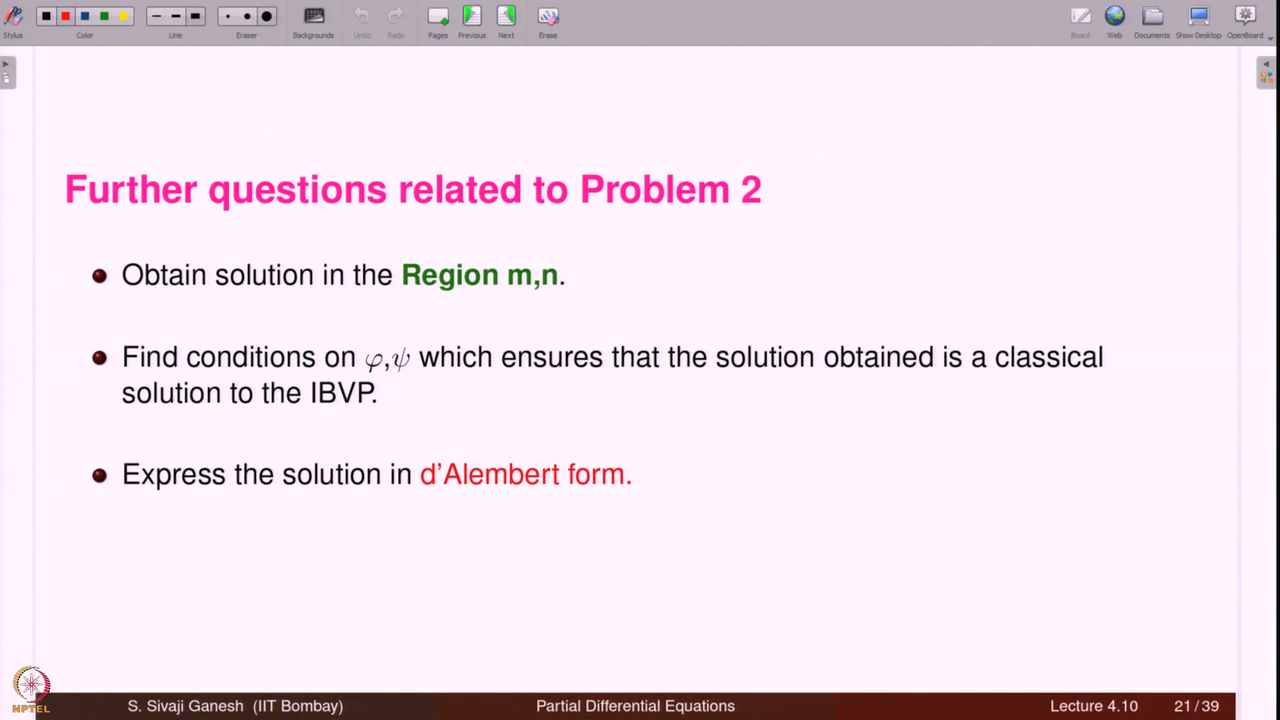 Stylus Color Line Eraser Backgrounds Undo Redo Pages Previous Next Erase Board Web Documents Show Desktop OpenBoard
Further questions related to Problem 2
Obtain solution in the Region m,n.
Find conditions on φ,ψ which ensures that the solution obtained is a classical
solution to the IBVP.
Express the solution in d'Alembert form.
NPTEL
S. Sivaji Ganesh (IIT Bombay) Partial Differential Equations Lecture 4.10 21/39